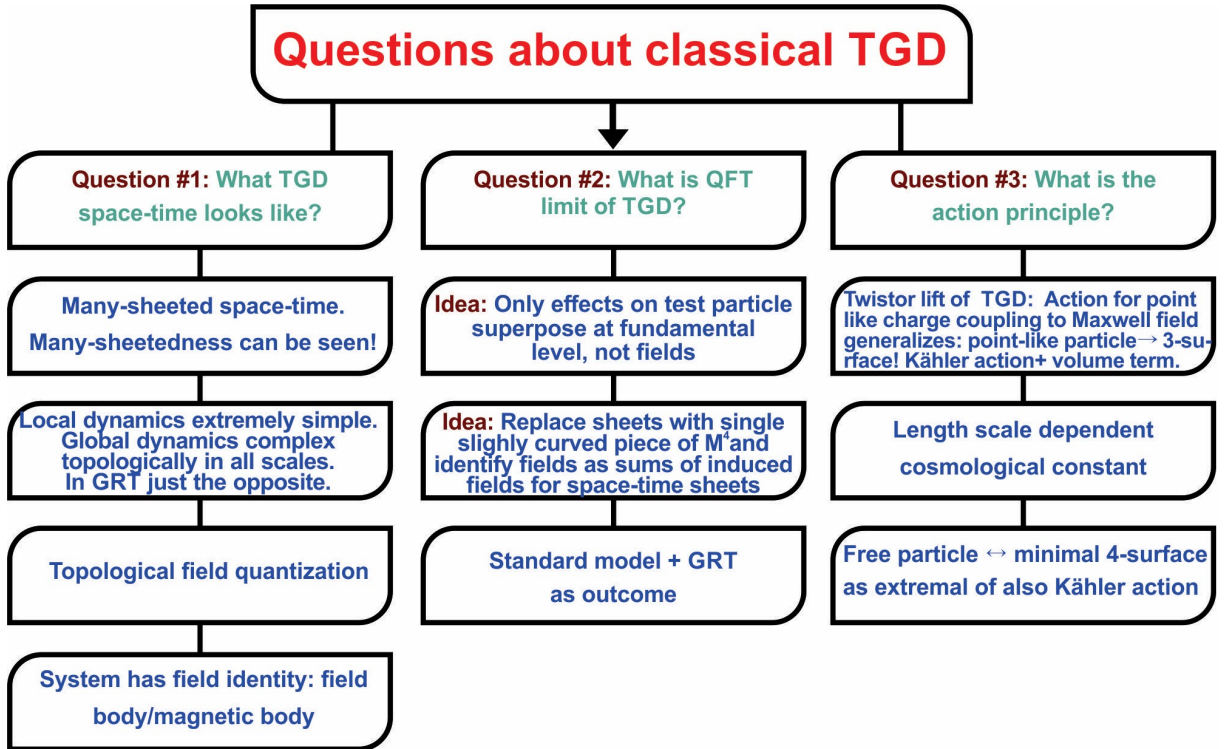 Questions about classical TGD
Question #1: What TGD
space-time looks like?
Many-sheeted space-time.
Many-sheetedness can be seen!
Local dynamics extremely simple.
Global dynamics complex
topologically in all scales.
In GRT just the opposite.
Topological field quantization
System has field identity: field
body/magnetic body
Question #2: What is QFT
limit of TGD?
Idea: Only effects on test particle
superpose at fundamental
level, not fields
Idea: Replace sheets with single
slighly curved piece of M⁴and
identify fields as sums of induced
fields for space-time sheets
Standard model + GRT
as outcome
Question #3: What is the
action principle?
Twistor lift of TGD: Action for point
like charge coupling to Maxwell field
generalizes: point-like particle→ 3-su-
rface! Kähler action+ volume term.
Length scale dependent
cosmological constant
Free particle ↔ minimal 4-surface
as extremal of also Kähler action